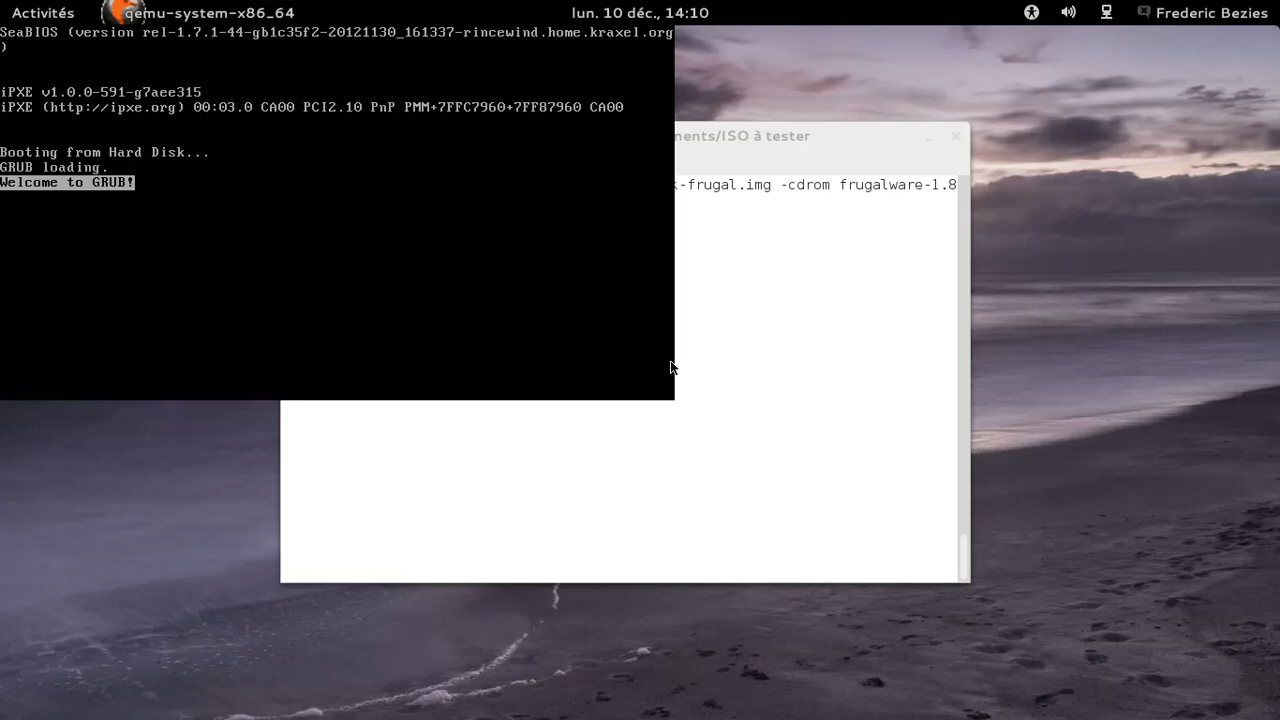 Activités qemu-system-x86_64 lun. 10 déc., 14:10 Frederic Bezies
SeaBIOS (version rel-1.7.1-44-gb1c35f2-20121130_161337-rincewind.home.kraxel.org
)
iPXE v1.0.0-591-g7aee315
iPXE (http://ipxe.org) 00:03.0 CA00 PCI2.10 PnP PMM+7FFC7960+7FF87960 CA00
Booting from Hard Disk...
GRUB loading.
Welcome to GRUB!
nents/ISO à tester
k-frugal.img -cdrom frugalware-1.8